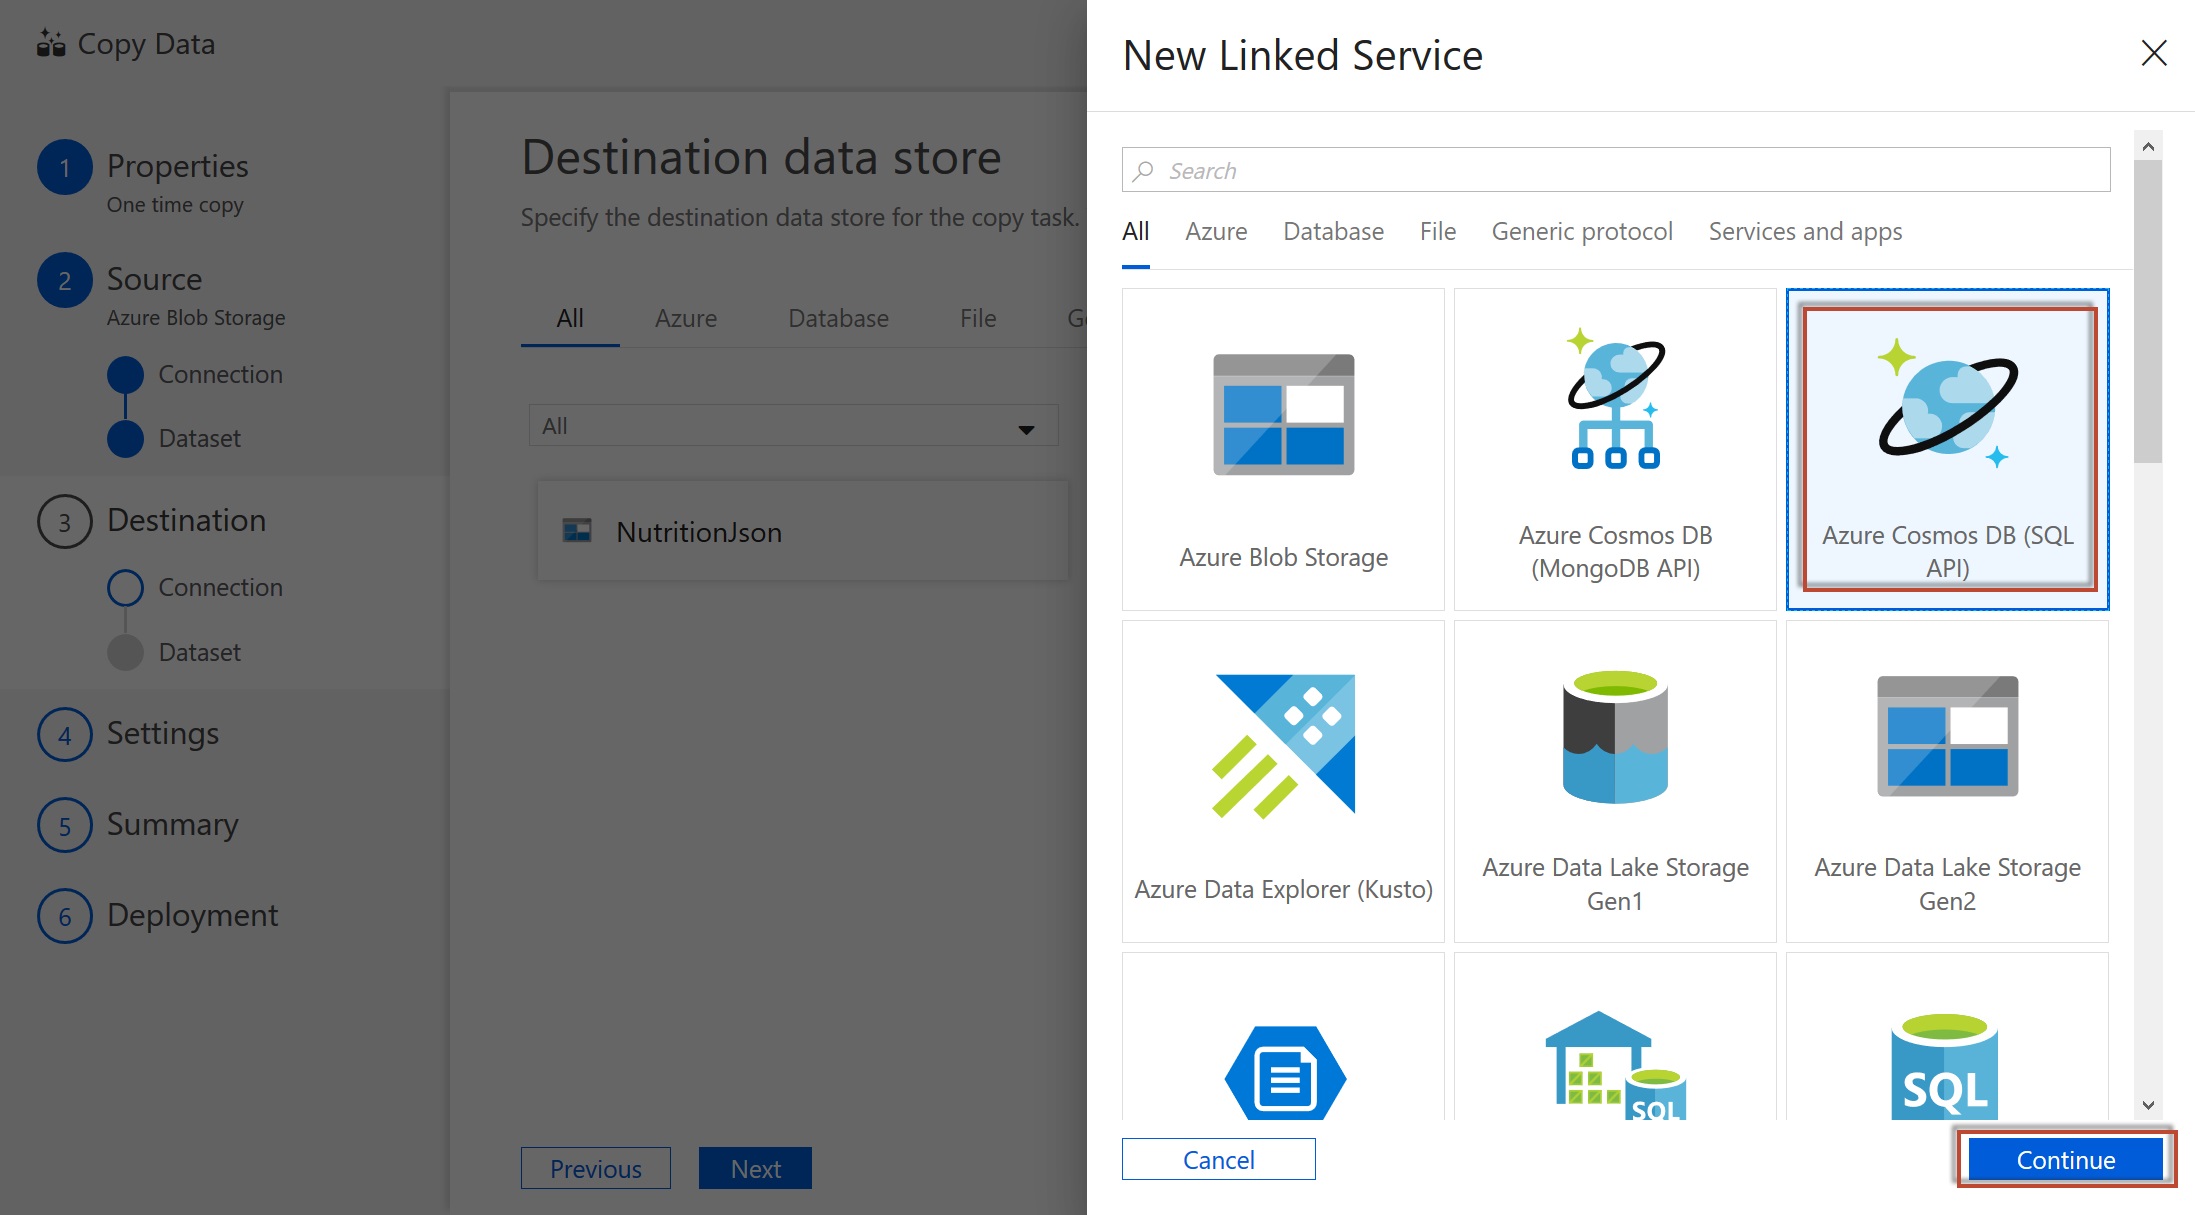 Copy Data
1 Properties
One time copy
2 Source
Azure Blob Storage
Connection
Dataset
3 Destination
Connection
Dataset
4 Settings
5 Summary
6 Deployment
Destination data store
Specify the destination data store for the copy task.
All Azure Database File
All
NutritionJson
Previous Next
New Linked Service
Search
All Azure Database File Generic protocol Services and apps
Azure Blob Storage
Azure Cosmos DB
(MongoDB API)
Azure Cosmos DB (SQL
API)
Azure Data Explorer (Kusto)
Azure Data Lake Storage
Gen1
Azure Data Lake Storage
Gen2
SQL
SQL
Cancel Continue